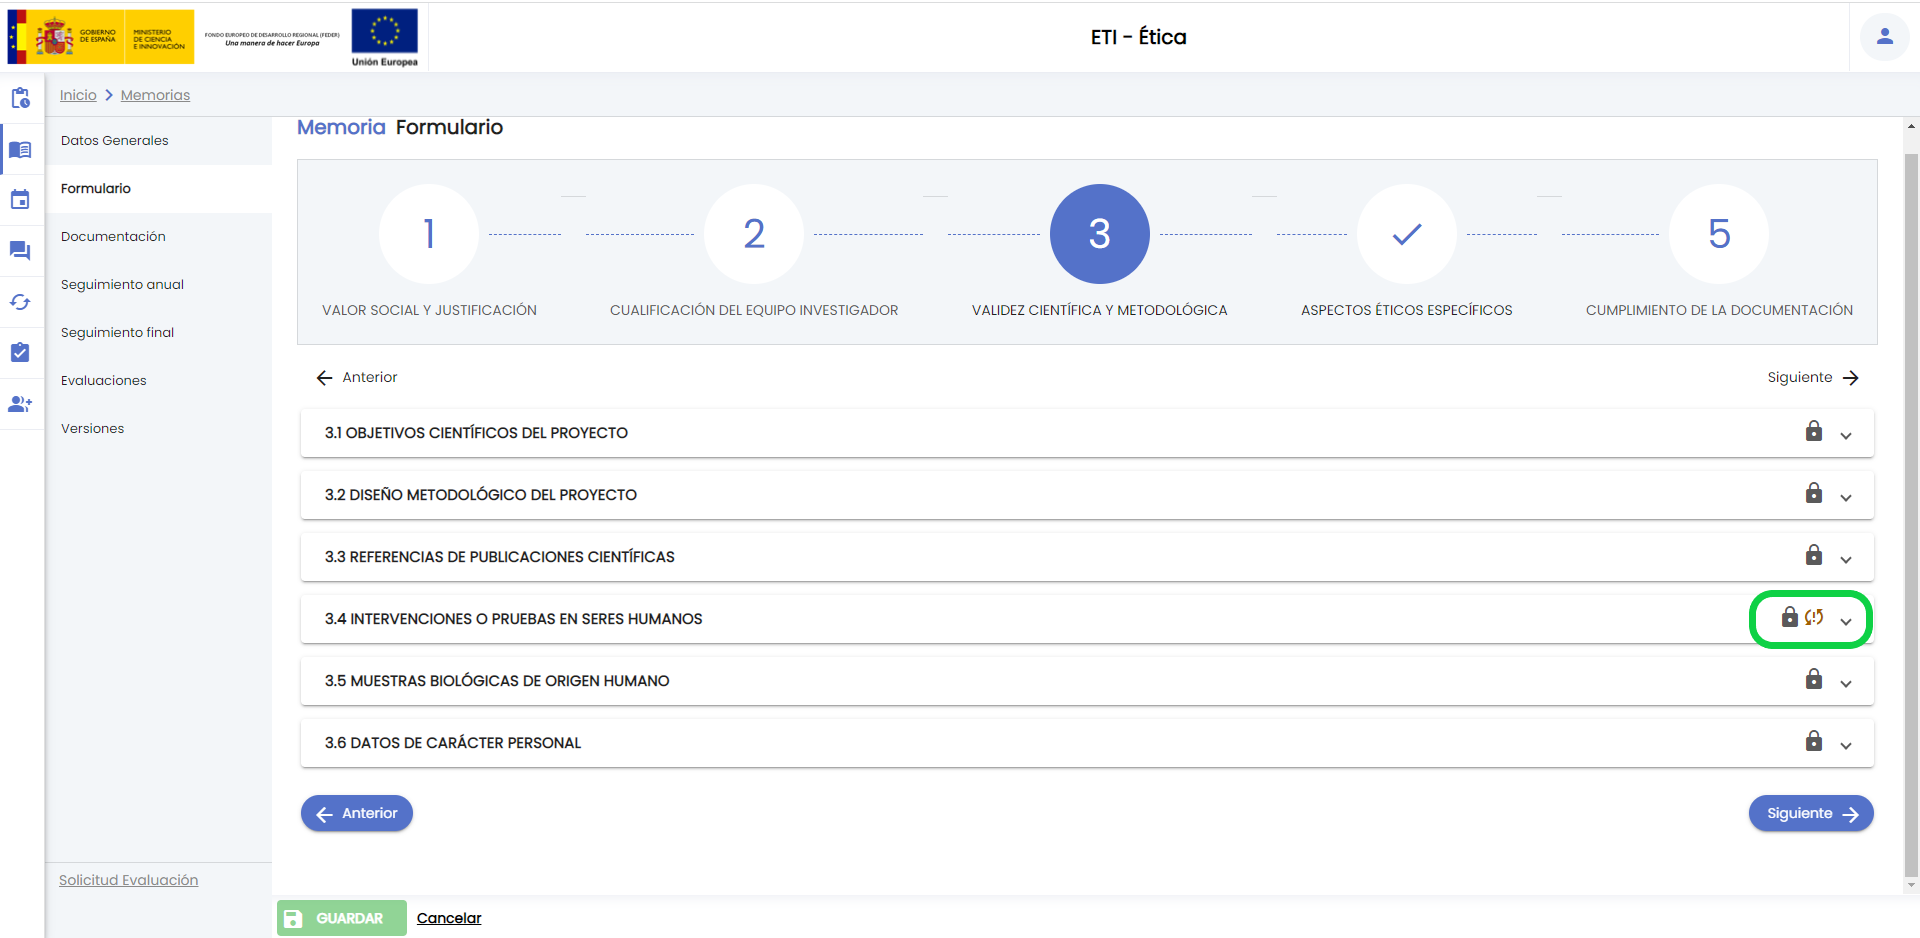 GOBIERNO
DE ESPAÑA
MINISTERIO
DE CIENCIA
E INNOVACIÓN
FONDO EUROPEO DE DESARROLLO REGIONAL (FEDER)
Una manera de hacer Europa
Unión Europea
ETI - Ética
Inicio
Memorias
Datos Generales
Formulario
Documentación
Seguimiento anual
Seguimiento final
Evaluaciones
Versiones
Solicitud Evaluación
Memoria Formulario
1
2
3
5
VALOR SOCIAL Y JUSTIFICACIÓN
CUALIFICACIÓN DEL EQUIPO INVESTIGADOR
VALIDEZ CIENTÍFICA Y METODOLÓGICA
ASPECTOS ÉTICOS ESPECÍFICOS
CUMPLIMIENTO DE LA DOCUMENTACIÓN
Anterior
Siguiente
3.1 OBJETIVOS CIENTÍFICOS DEL PROYECTO
3.2 DISEÑO METODOLÓGICO DEL PROYECTO
3.3 REFERENCIAS DE PUBLICACIONES CIENTÍFICAS
3.4 INTERVENCIONES O PRUEBAS EN SERES HUMANOS
3.5 MUESTRAS BIOLÓGICAS DE ORIGEN HUMANO
3.6 DATOS DE CARÁCTER PERSONAL
Anterior
Siguiente
GUARDAR
Cancelar